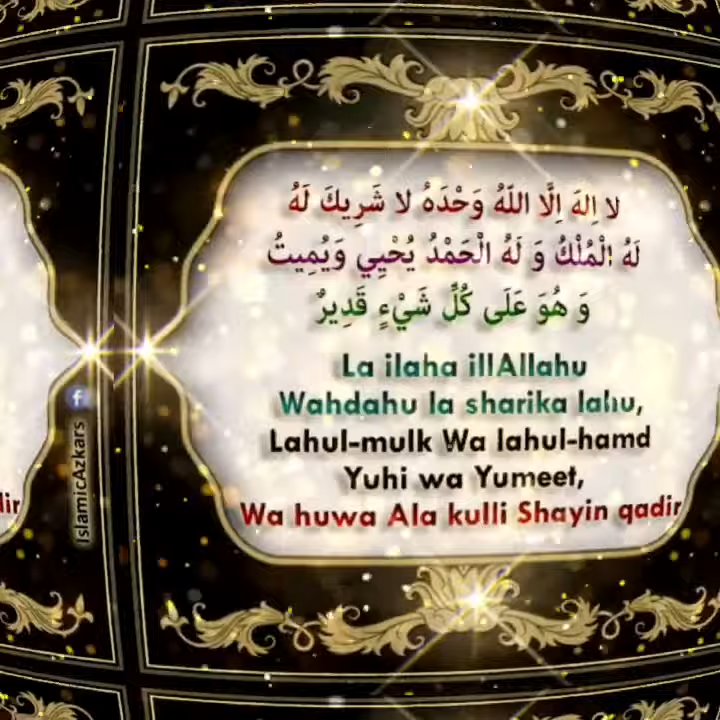 لا اِلهَ اِلَّا اللّهُ وَحْدَهُ لا شَرِيكَ لَهُ
لَهُ الْمُلْكُ وَ لَهُ الْحَمْدُ يُحْيِي وَيُمِيتُ
وَ هُوَ عَلَى كُلِّ شَيْءٍ قَدِيرٌ
La ilaha illAllahu
Wahdahu la sharika lahu,
Lahul-mulk Wa lahul-hamd
Yuhi wa Yumeet,
Wa huwa Ala kulli Shayin qadir
IslamicAzkars